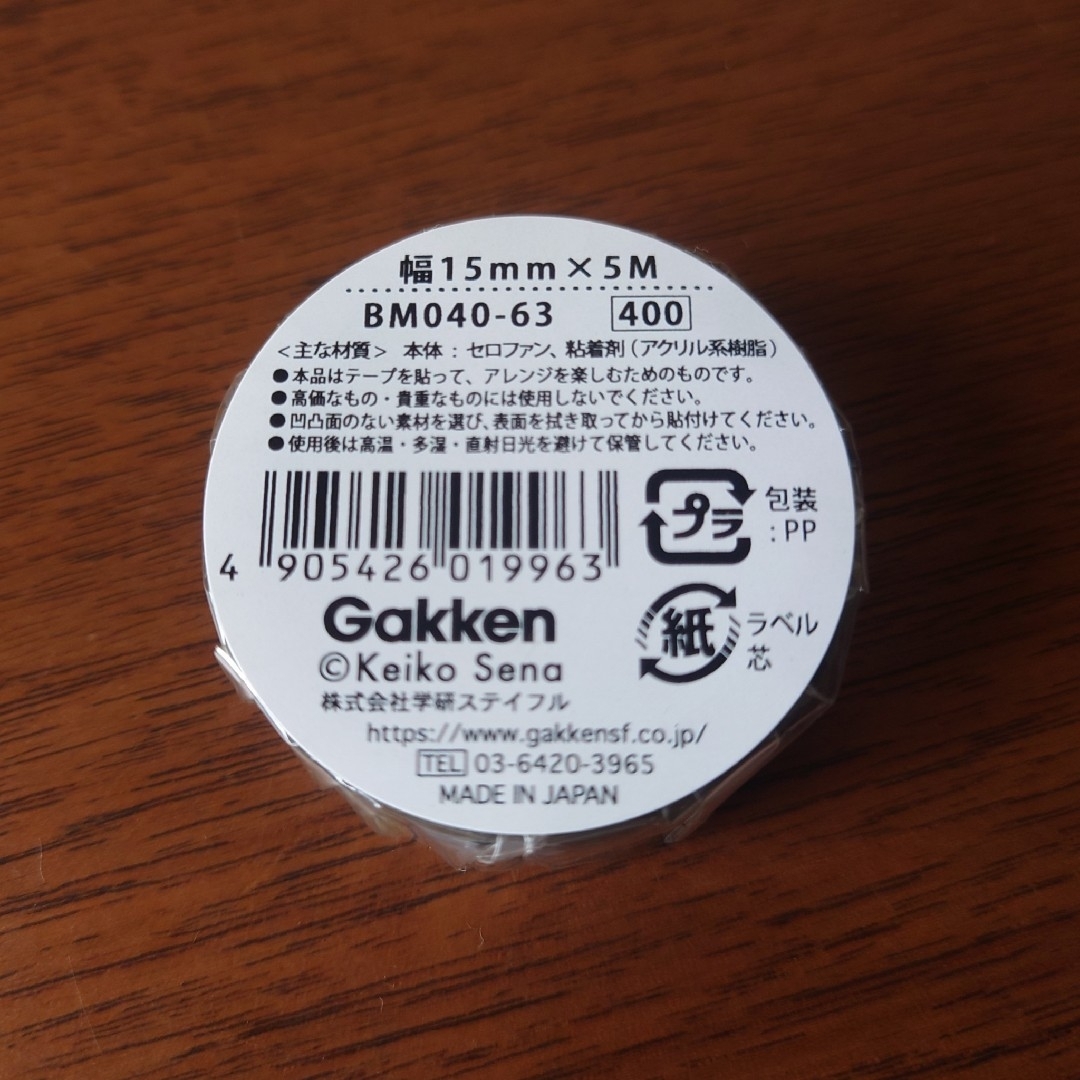 幅15mm×5M
BM040-63 400
<主な材質> 本体：セロファン、粘着剤(アクリル系樹脂)
●本品はテープを貼って、アレンジを楽しむためのものです。
●高価なもの・貴重なものには使用しないでください。
●凹凸面のない素材を選び、表面を拭き取ってから貼付けてください。
●使用後は高温・多湿・直射日光を避けて保管してください。
プラ 包装
:PP
4 905426 019963
紙 ラベル
芯
Gakken
©Keiko Sena
株式会社学研ステイフル
https://www.gakkensf.co.jp/
TEL 03-6420-3965
MADE IN JAPAN